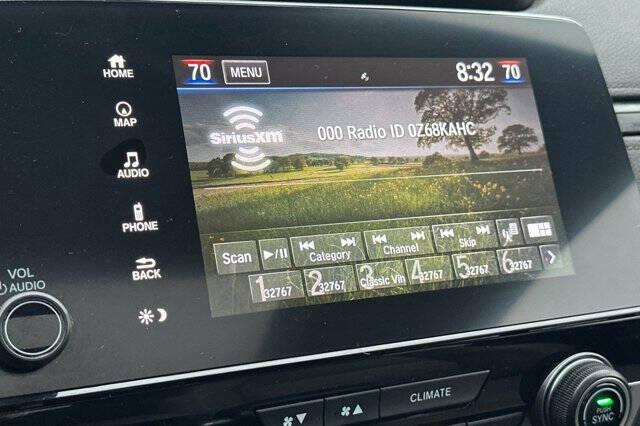 70 MENU 8:32 70
HOME
MAP
AUDIO
PHONE
BACK
SiriusXM
000 Radio ID 0Z68KAHC
Scan Category Channel Skip
1 32767 2 32767 3 Classic Vin 4 32767 5 32767 6 32767
VOL
AUDIO
CLIMATE
PUSH
SYNC